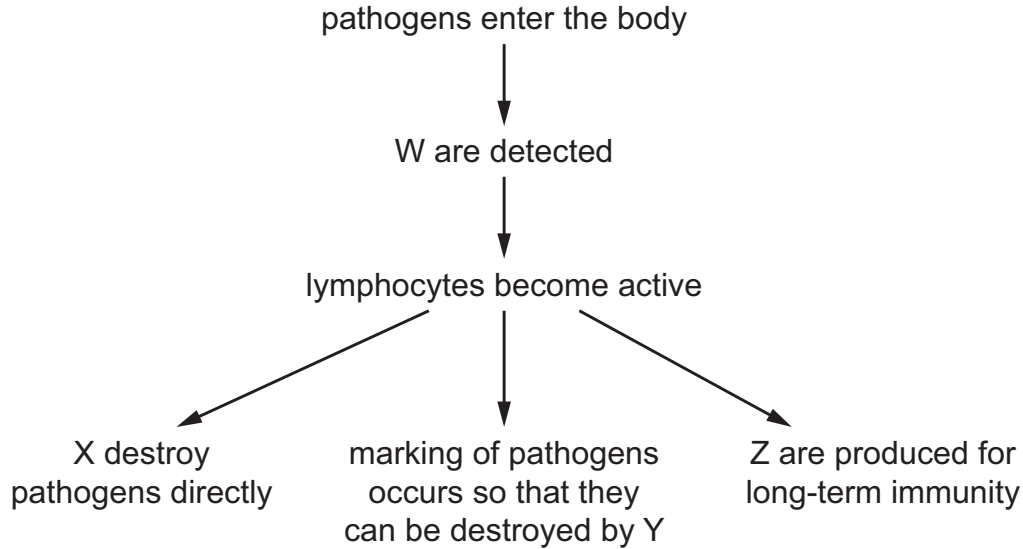 pathogens enter the body
W are detected
lymphocytes become active
X destroy
pathogens directly
marking of pathogens
occurs so that they
can be destroyed by Y
Z are produced for
long-term immunity